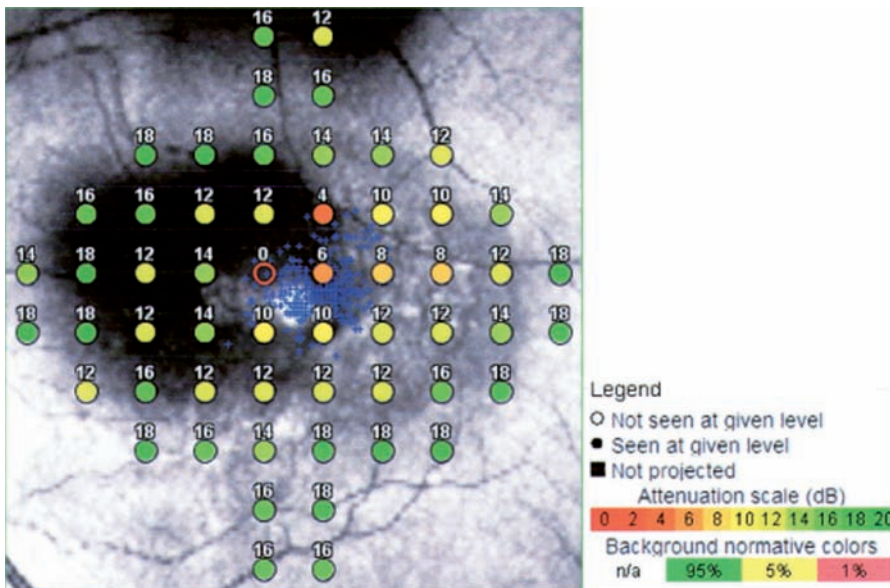 16 12
18 16
18 18 16 14 14 12
16 16 12 12 4 10 10 14
14 18 12 14 0 6 8 8 12 18
18 18 12 14 10 10 12 12 14 18
12 16 12 12 12 12 16 18
18 16 14 18 18 18
16 18
16 16
Legend
Not seen at given level
Seen at given level
Not projected
Attenuation scale (dB)
0 2 4 6 8 10 12 14 16 18 20
Background normative colors
n/a 95% 5% 1%